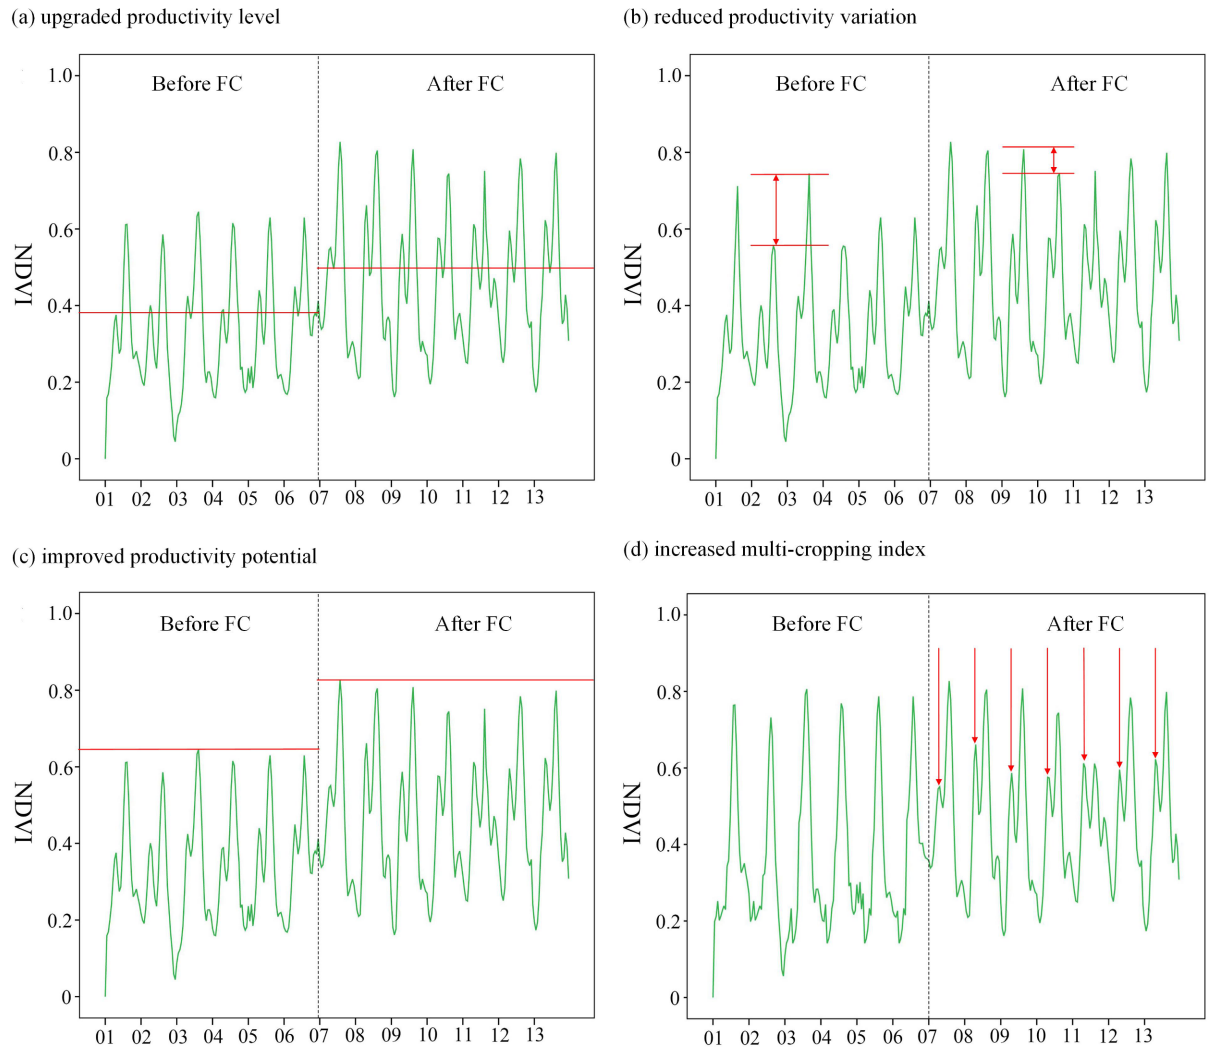 (a) upgraded productivity level
1.0
0.8
0.6
0.4
0.2
0
NDVI
Before FC
After FC
01 02 03 04 05 06 07 08 09 10 11 12 13
(b) reduced productivity variation
1.0
0.8
0.6
0.4
0.2
0
NDVI
Before FC
After FC
01 02 03 04 05 06 07 08 09 10 11 12 13
(c) improved productivity potential
1.0
0.8
0.6
0.4
0.2
0
NDVI
Before FC
After FC
01 02 03 04 05 06 07 08 09 10 11 12 13
(d) increased multi-cropping index
1.0
0.8
0.6
0.4
0.2
0
NDVI
Before FC
After FC
01 02 03 04 05 06 07 08 09 10 11 12 13